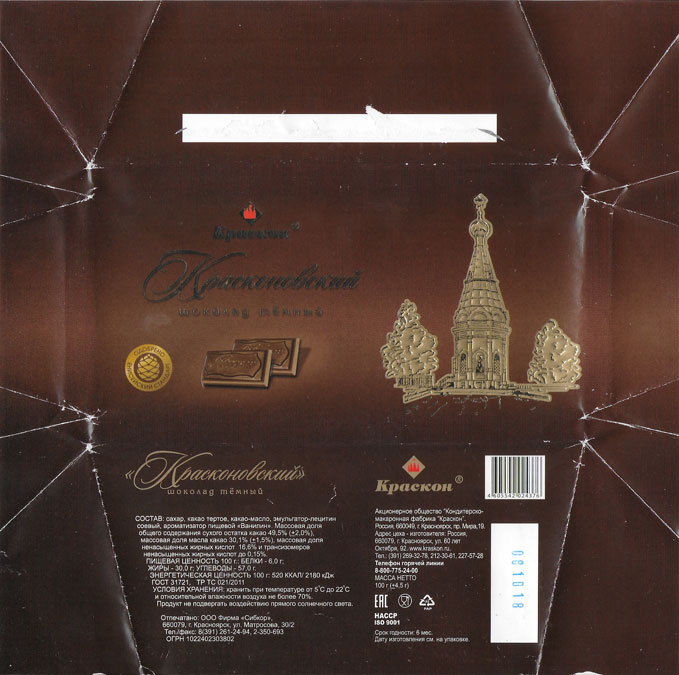 Краскон®
Красконовский
шоколад тёмный
ОДОБРЕНО
«Красконовский»
шоколад тёмный
СОСТАВ: сахар, какао тертое, какао-масло, эмульгатор-лецитин
соевый, ароматизатор пищевой «Ванилин». Массовая доля
общего содержания сухого остатка какао 49,5% (±2,0%),
массовая доля масла какао 30,1% (±1,5%), массовая доля
ненасыщенных жирных кислот 16,6% и трансизомеров
ненасыщенных жирных кислот до 0,15%.
ПИЩЕВАЯ ЦЕННОСТЬ 100 г.: БЕЛКИ - 6,0 г;
ЖИРЫ - 30,0 г; УГЛЕВОДЫ - 57,0 г.
ЭНЕРГЕТИЧЕСКАЯ ЦЕННОСТЬ 100 г: 520 ККАЛ/ 2180 кДж
ГОСТ 31721, ТР ТС 021/2011
УСЛОВИЯ ХРАНЕНИЯ: хранить при температуре от 5°С до 22°С
и относительной влажности воздуха не более 70%.
Продукт не подвергать воздействию прямого солнечного света.
Отпечатано: ООО Фирма «Сибкор»,
660079, г. Красноярск, ул. Матросова, 30/2
Тел./факс: 8(391) 261-24-94, 2-350-693
ОГРН 1022402303802
Краскон®
4603342024376
Акционерное общество "Кондитерско-
макаронная фабрика "Краскон".
Россия, 660049, г. Красноярск, пр. Мира,19.
Адрес цеха - изготовителя: Россия,
660079, г. Красноярск, ул. 60 лет
Октября, 92. www.kraskon.ru.
Тел.: (391) 269-32-78, 212-30-61, 227-57-28
Телефон горячей линии
8-800-775-24-00
МАССА НЕТТО
100 г (±4,5 г)
EAC
PAP
HACCP
ISO 9001
Срок годности: 6 мес.
Дату изготовления см. на упаковке.
081018